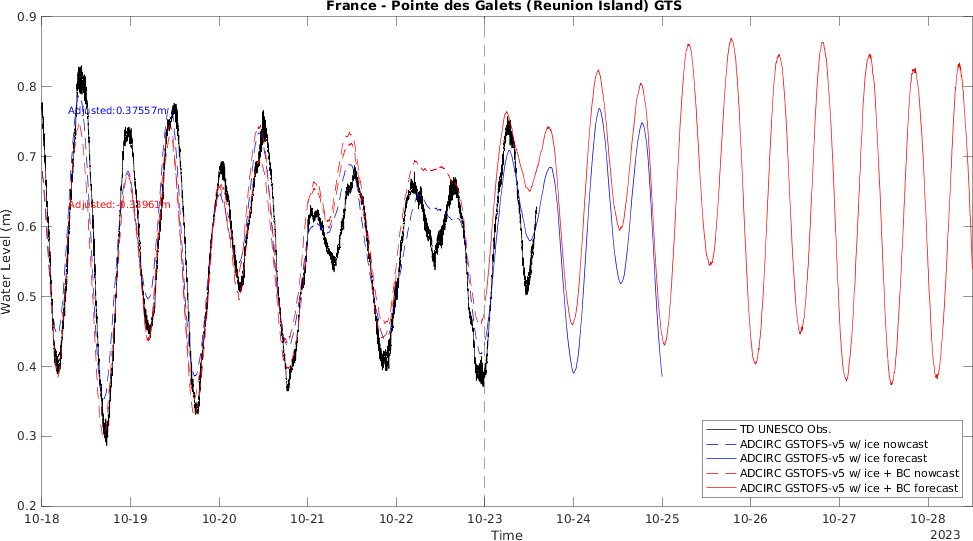 France - Pointe des Galets (Reunion Island) GTS
0.9
0.8
0.7
0.6
0.5
0.4
0.3
0.2
Water Level (m)
Adjusted:0.37557m
Adjusted:-0.33961m
TD UNESCO Obs.
ADCIRC GSTOFS-v5 w/ ice nowcast
ADCIRC GSTOFS-v5 w/ ice forecast
ADCIRC GSTOFS-v5 w/ ice + BC nowcast
ADCIRC GSTOFS-v5 w/ ice + BC forecast
10-18 10-19 10-20 10-21 10-22 10-23 10-24 10-25 10-26 10-27 10-28
Time
2023